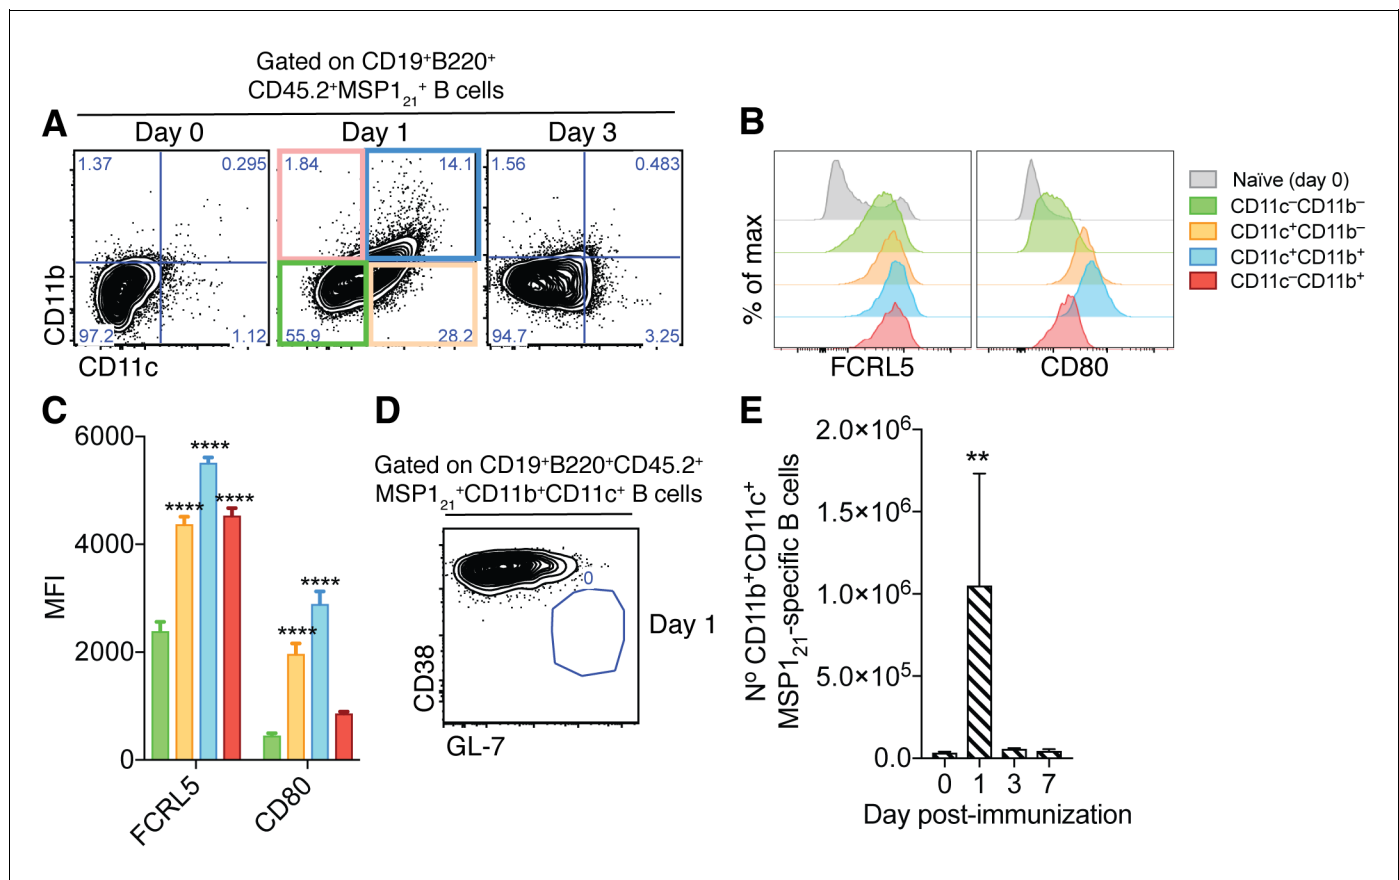 Gated on CD19⁺B220⁺
CD45.2⁺MSP1₂₁⁺ B cells
A
Day 0
Day 1
Day 3
1.37
0.295
1.84
14.1
1.56
0.483
97.2
1.12
55.9
28.2
94.7
3.25
CD11b
CD11c
B
% of max
FCRL5
CD80
Naïve (day 0)
CD11c⁻CD11b⁻
CD11c⁺CD11b⁻
CD11c⁺CD11b⁺
CD11c⁻CD11b⁺
C
6000
4000
2000
0
MFI
****
****
****
****
****
FCRL5
CD80
D
Gated on CD19⁺B220⁺CD45.2⁺
MSP1₂₁⁺CD11b⁺CD11c⁺ B cells
0
Day 1
CD38
GL-7
E
Nº CD11b⁺CD11c⁺
MSP1₂₁-specific B cells
2.0×10⁶
1.5×10⁶
1.0×10⁶
5.0×10⁵
0.0
**
0 1 3 7
Day post-immunization